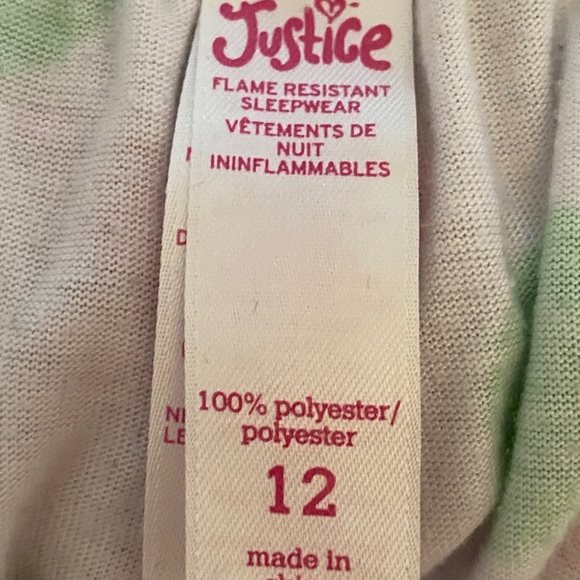 Justice
FLAME RESISTANT
SLEEPWEAR
VÊTEMENTS DE
NUIT
ININFLAMMABLES
100% polyester/
polyester
12
made in